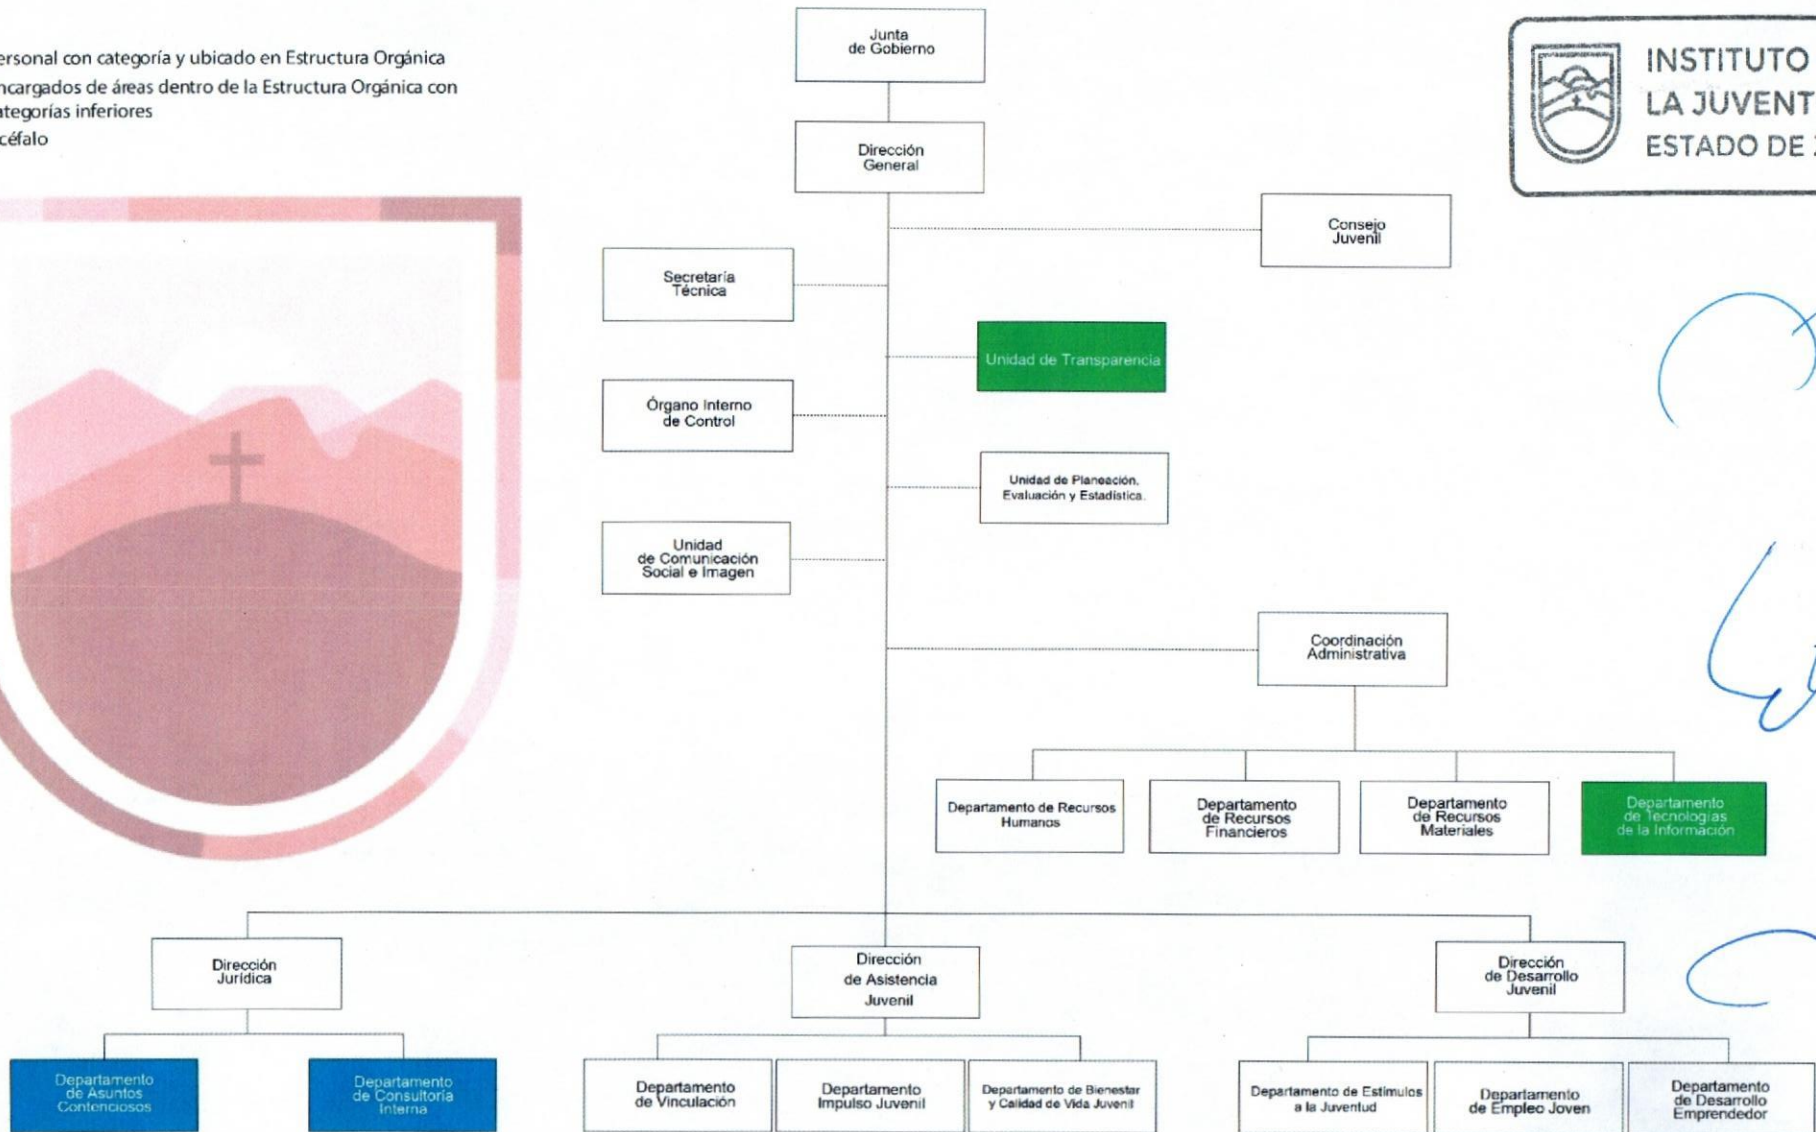 ersonal con categoría y ubicado en Estructura Orgánica
ncargados de áreas dentro de la Estructura Orgánica con
ategorías inferiores
céfalo
Junta
de Gobierno
INSTITUTO
LA JUVENT
ESTADO DE
Dirección
General
Consejo
Juvenil
Secretaría
Técnica
Unidad de Transparencia
Órgano Interno
de Control
Unidad de Planeación,
Evaluación y Estadística.
Unidad
de Comunicación
Social e Imagen
Coordinación
Administrativa
Departamento de Recursos
Humanos
Departamento
de Recursos
Financieros
Departamento
de Recursos
Materiales
Departamento
de Tecnologías
de la Información
Dirección
Jurídica
Dirección
de Asistencia
Juvenil
Dirección
de Desarrollo
Juvenil
Departamento
de Asuntos
Contenciosos
Departamento
de Consultoría
Interna
Departamento
de Vinculación
Departamento
Impulso Juvenil
Departamento de Bienestar
y Calidad de Vida Juvenil
Departamento de Estímulos
a la Juventud
Departamento
de Empleo Joven
Departamento
de Desarrollo
Emprendedor